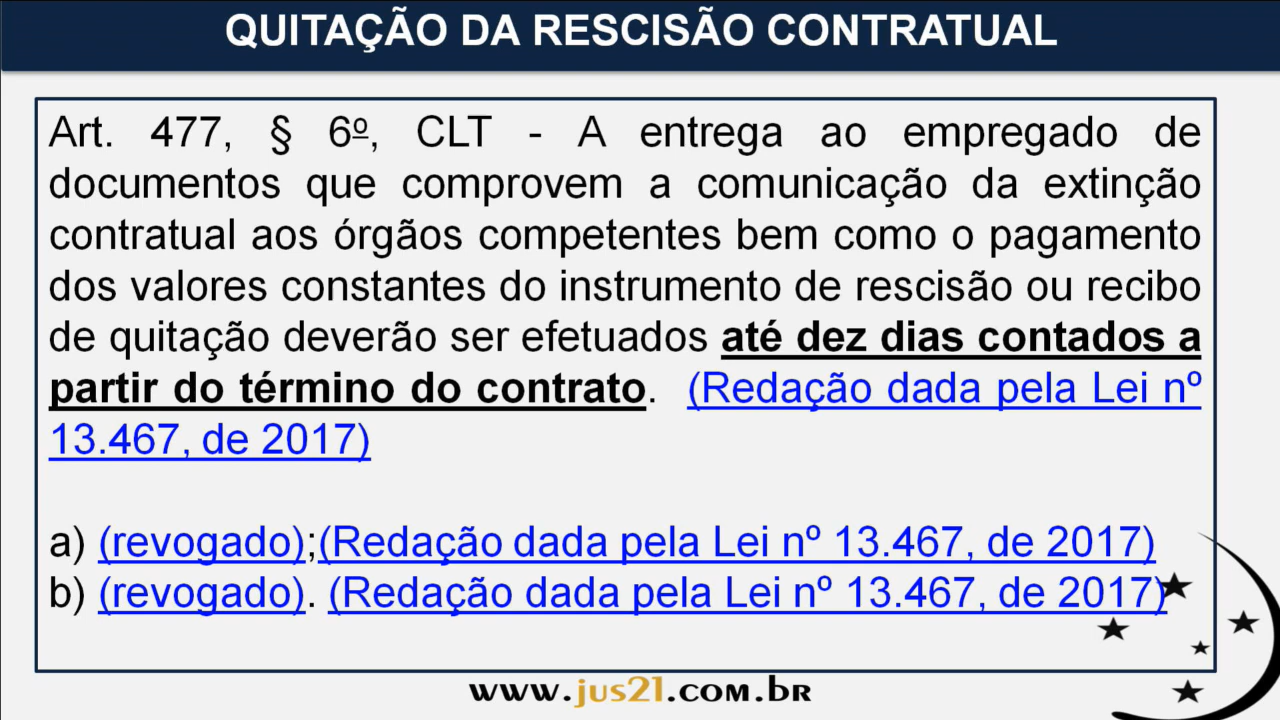 QUITAÇÃO DA RESCISÃO CONTRATUAL
Art. 477, § 6º, CLT - A entrega ao empregado de
documentos que comprovem a comunicação da extinção
contratual aos órgãos competentes bem como o pagamento
dos valores constantes do instrumento de rescisão ou recibo
de quitação deverão ser efetuados até dez dias contados a
partir do término do contrato. (Redação dada pela Lei nº
13.467, de 2017)
a) (revogado);(Redação dada pela Lei nº 13.467, de 2017)
b) (revogado). (Redação dada pela Lei nº 13.467, de 2017)
www.jus21.com.br